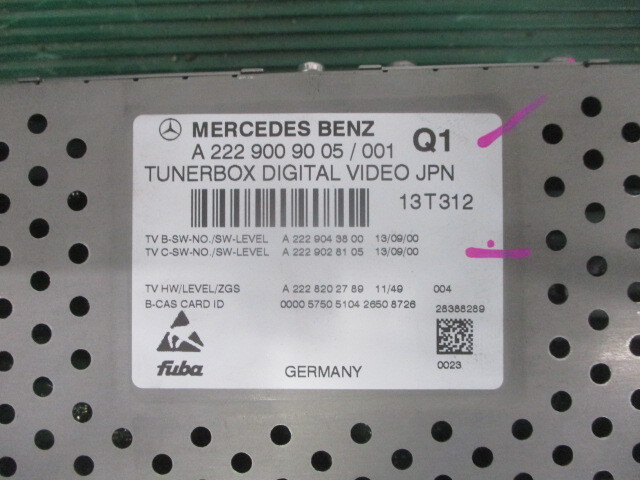 MERCEDES BENZ Q1
A 222 900 90 05 / 001
TUNERBOX DIGITAL VIDEO JPN
13T312
TV B-SW-NO./SW-LEVEL A 222 904 38 00 13/09/00
TV C-SW-NO./SW-LEVEL A 222 902 81 05 13/09/00
TV HW/LEVEL/ZGS A 222 820 27 89 11/49 004
B-CAS CARD ID 0000 5750 5104 2650 8726
28388289
fuba
GERMANY
0023